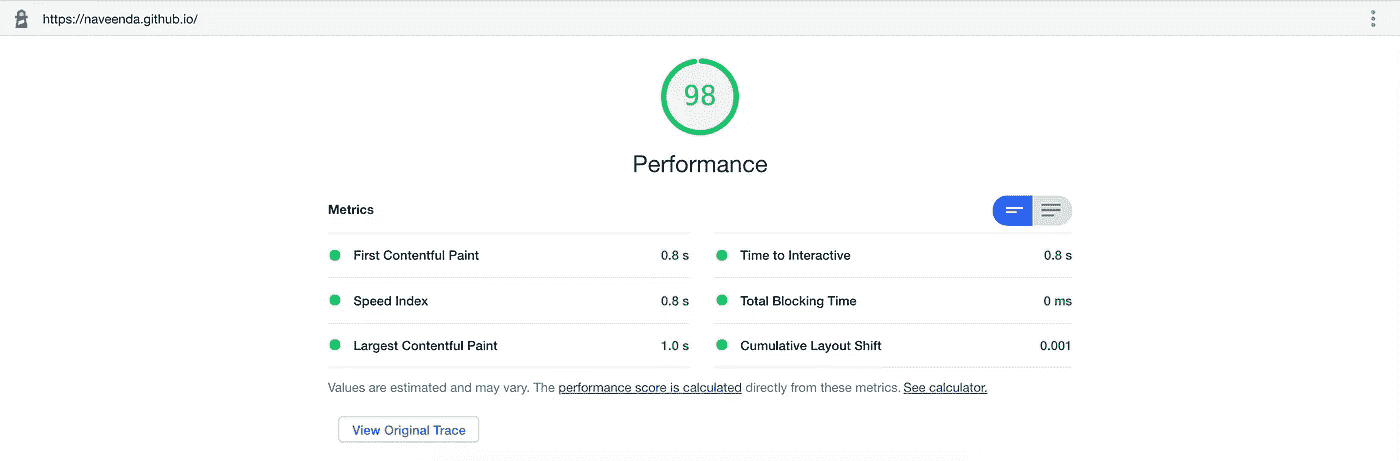 https://naveenda.github.io/
98
Performance
Metrics
First Contentful Paint 0.8 s
Time to Interactive 0.8 s
Speed Index 0.8 s
Total Blocking Time 0 ms
Largest Contentful Paint 1.0 s
Cumulative Layout Shift 0.001
Values are estimated and may vary. The performance score is calculated directly from these metrics. See calculator.
View Original Trace